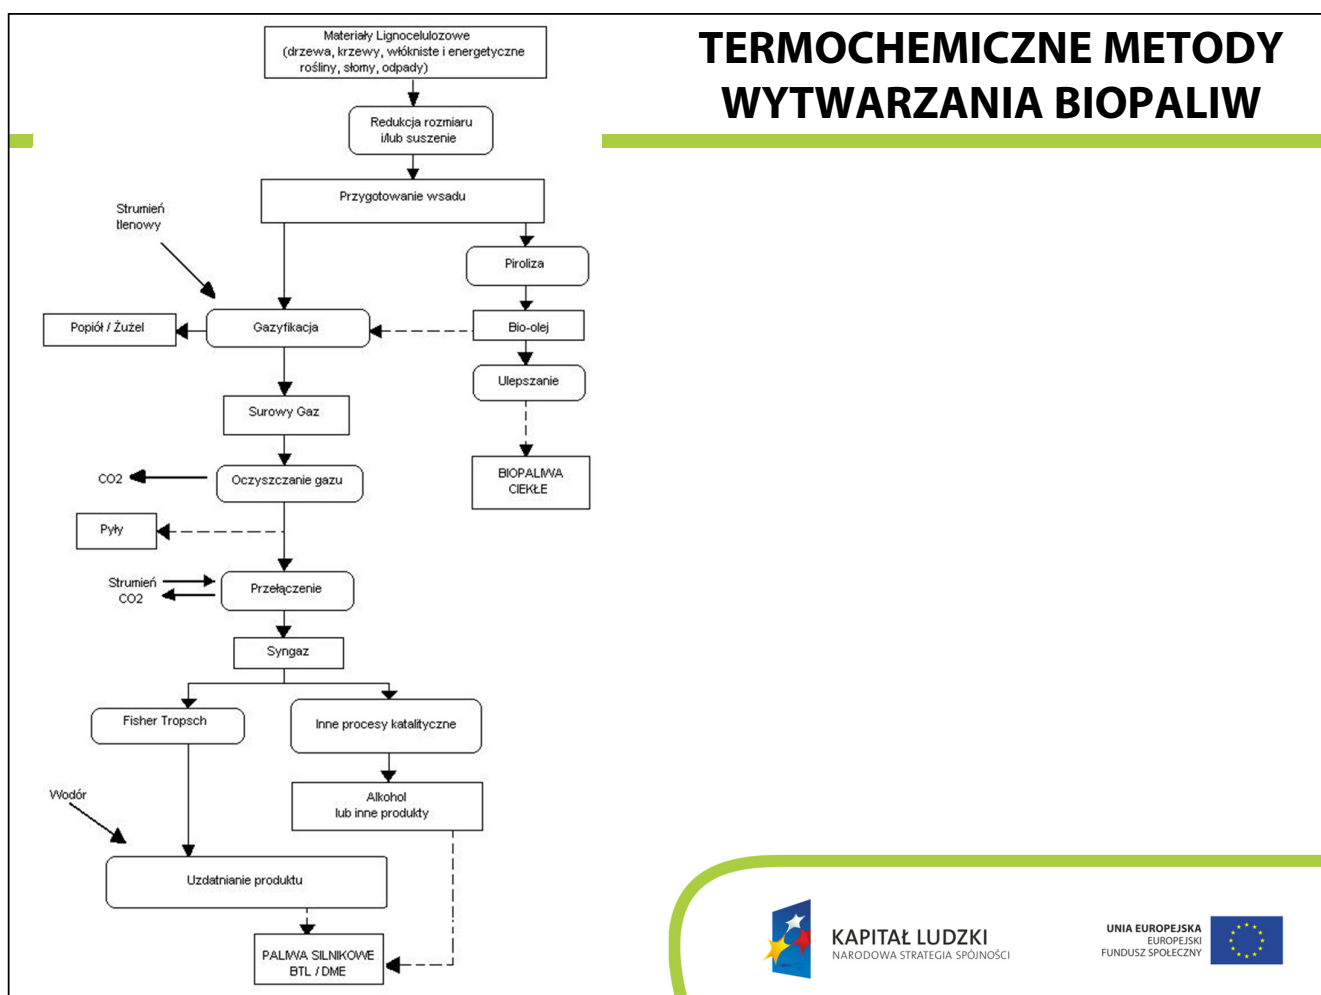 TERMOCHEMICZNE METODY
WYTWARZANIA BIOPALIW
Materiały Lignocelulozowe
(drzewa, krzewy, włókniste i energetyczne
rośliny, słomy, odpady)
Redukcja rozmiaru
i/lub suszenie
Przygotowanie wsadu
Strumień
tlenowy
Piroliza
Popiół / Żużel
Gazyfikacja
Bio-olej
Ulepszanie
Surowy Gaz
CO2
Oczyszczanie gazu
BIOPALIWA
CIEKŁE
Pyły
Strumień
CO2
Przełączenie
Syngaz
Fisher Tropsch
Inne procesy katalityczne
Wodór
Alkohol
lub inne produkty
Uzdatnianie produktu
PALIWA SILNIKOWE
BTL / DME
KAPITAŁ LUDZKI
NARODOWA STRATEGIA SPÓJNOŚCI
UNIA EUROPEJSKA
EUROPEJSKI
FUNDUSZ SPOŁECZNY